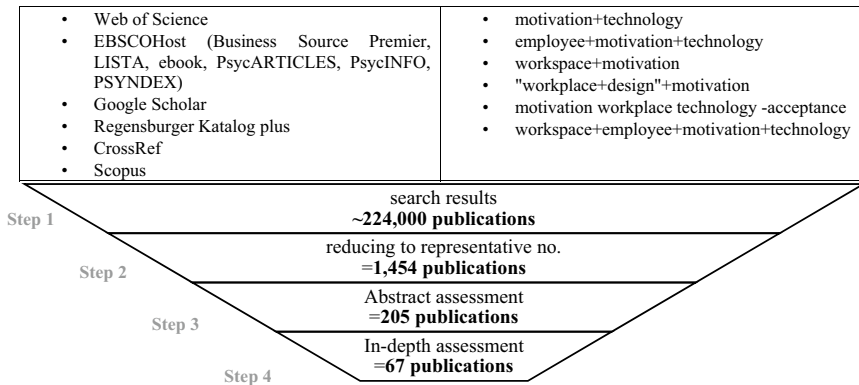 • Web of Science
• EBSCOHost (Business Source Premier,
LISTA, ebook, PsycARTICLES, PsycINFO,
PSYNDEX)
• Google Scholar
• Regensburger Katalog plus
• CrossRef
• Scopus
• motivation+technology
• employee+motivation+technology
• workspace+motivation
• "workplace+design"+motivation
• motivation workplace technology -acceptance
• workspace+employee+motivation+technology
Step 1
search results
~224,000 publications
Step 2
reducing to representative no.
=1,454 publications
Step 3
Abstract assessment
=205 publications
Step 4
In-depth assessment
=67 publications